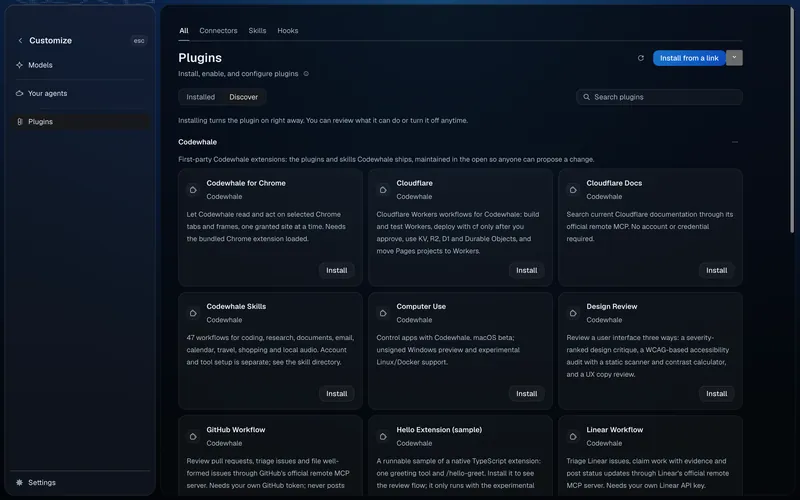 Customize
esc
Models
Your agents
Plugins
Settings
All
Connectors
Skills
Hooks
Plugins
Install, enable, and configure plugins
Install from a link
Installed
Discover
Search plugins
Installing turns the plugin on right away. You can review what it can do or turn it off anytime.
Codewhale
First-party Codewhale extensions: the plugins and skills Codewhale ships, maintained in the open so anyone can propose a change.
Codewhale for Chrome
Codewhale
Let Codewhale read and act on selected Chrome
tabs and frames, one granted site at a time. Needs
the bundled Chrome extension loaded.
Install
Cloudflare
Codewhale
Cloudflare Workers workflows for Codewhale: build
and test Workers, deploy with cf only after you
approve, use KV, R2, D1 and Durable Objects, and
move Pages projects to Workers.
Install
Cloudflare Docs
Codewhale
Search current Cloudflare documentation through its
official remote MCP. No account or credential
required.
Install
Codewhale Skills
Codewhale
47 workflows for coding, research, documents, email,
calendar, travel, shopping and local audio. Account
and tool setup is separate; see the skill directory.
Install
Computer Use
Codewhale
Control apps with Codewhale. macOS beta;
unsigned Windows preview and experimental
Linux/Docker support.
Install
Design Review
Codewhale
Review a user interface three ways: a severity-
ranked design critique, a WCAG-based accessibility
audit with a static scanner and contrast calculator,
and a UX copy review.
Install
GitHub Workflow
Codewhale
Review pull requests, triage issues and file well-
formed issues through GitHub's official remote MCP
server. Needs your own GitHub token; never posts
Hello Extension (sample)
Codewhale
A runnable sample of a native TypeScript extension:
one greeting tool and /hello-greet. Install it to see
the review flow; it only runs with the experimental
Linear Workflow
Codewhale
Triage Linear issues, claim work with evidence and
post status updates through Linear's official remote
MCP server. Needs your own Linear API key.